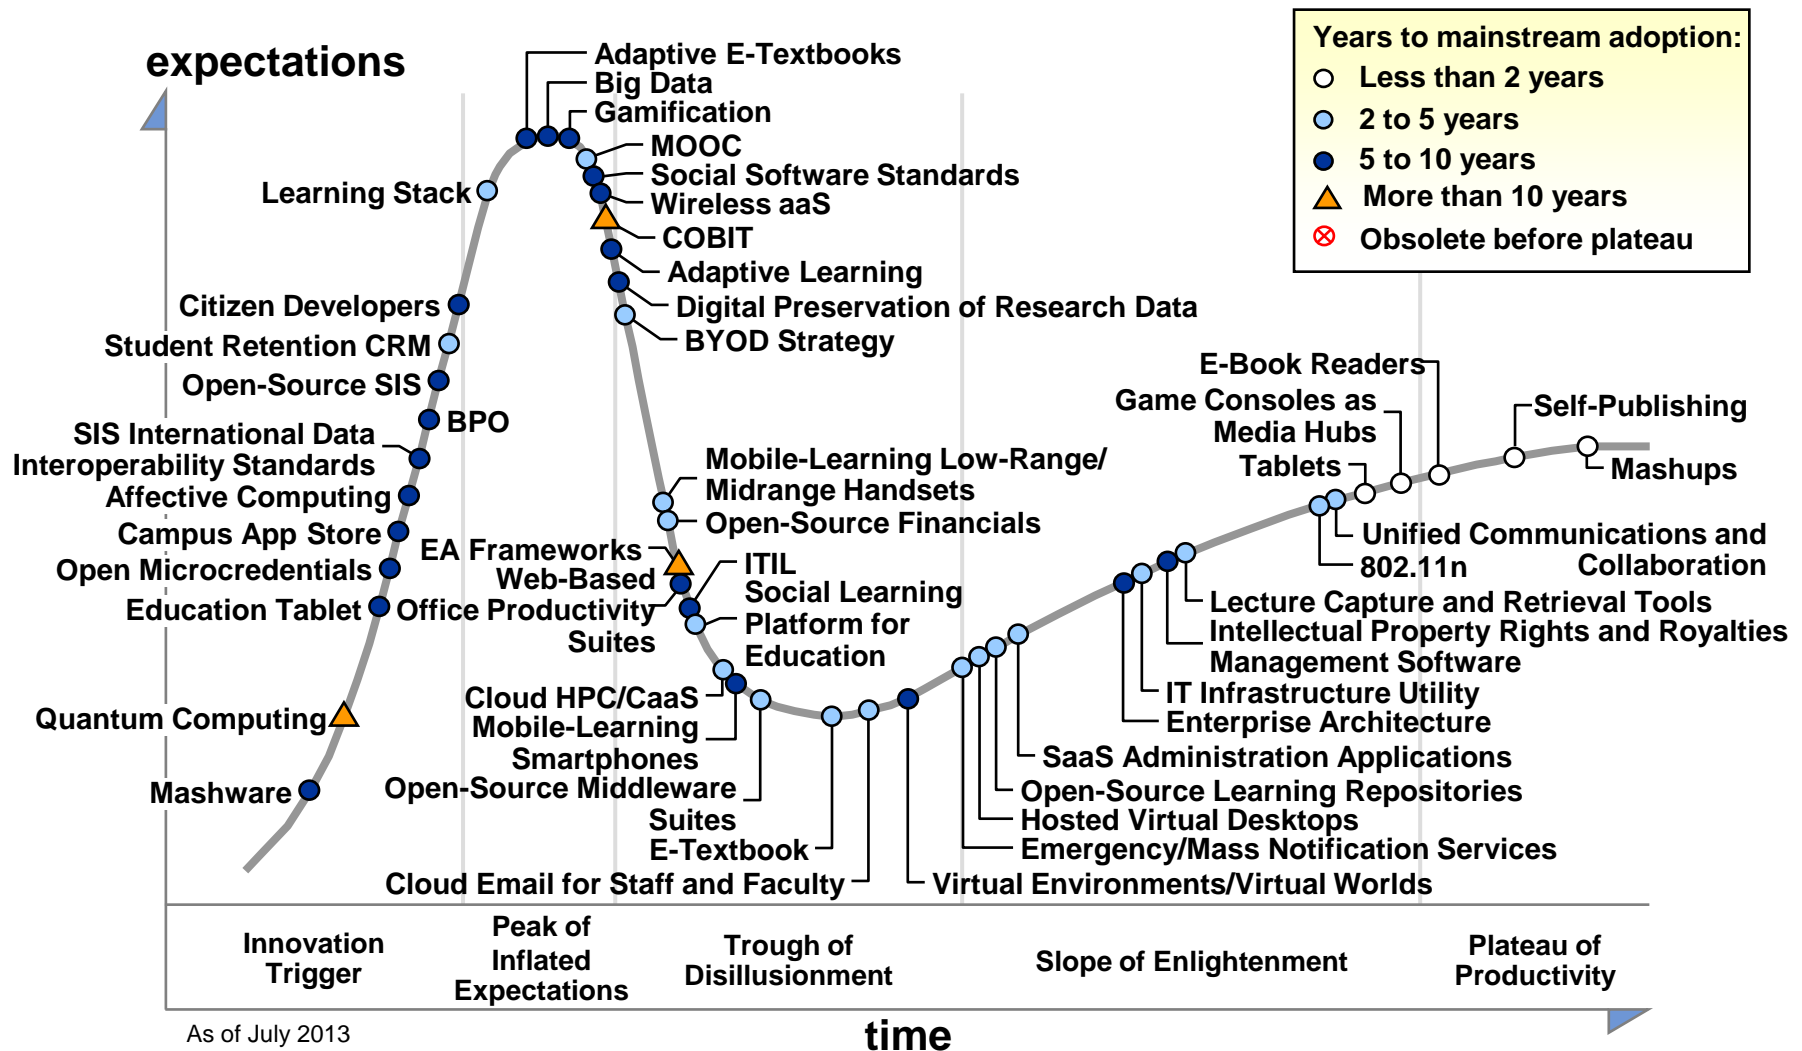 expectations
Years to mainstream adoption:
Less than 2 years
2 to 5 years
5 to 10 years
More than 10 years
Obsolete before plateau
Adaptive E-Textbooks
Big Data
Gamification
MOOC
Social Software Standards
Wireless aaS
COBIT
Adaptive Learning
Digital Preservation of Research Data
BYOD Strategy
Learning Stack
Citizen Developers
Student Retention CRM
Open-Source SIS
BPO
SIS International Data
Interoperability Standards
Affective Computing
Campus App Store
Open Microcredentials
Education Tablet
Quantum Computing
Mashware
Mobile-Learning Low-Range/
Midrange Handsets
Open-Source Financials
EA Frameworks
Web-Based
Office Productivity
Suites
ITIL
Social Learning
Platform for
Education
Cloud HPC/CaaS
Mobile-Learning
Smartphones
Open-Source Middleware
Suites
E-Textbook
Cloud Email for Staff and Faculty
Virtual Environments/Virtual Worlds
Emergency/Mass Notification Services
Hosted Virtual Desktops
Open-Source Learning Repositories
SaaS Administration Applications
Enterprise Architecture
IT Infrastructure Utility
Intellectual Property Rights and Royalties
Management Software
Lecture Capture and Retrieval Tools
802.11n
Unified Communications and
Collaboration
Tablets
Game Consoles as
Media Hubs
E-Book Readers
Self-Publishing
Mashups
Innovation
Trigger
Peak of
Inflated
Expectations
Trough of
Disillusionment
Slope of Enlightenment
Plateau of
Productivity
As of July 2013
time